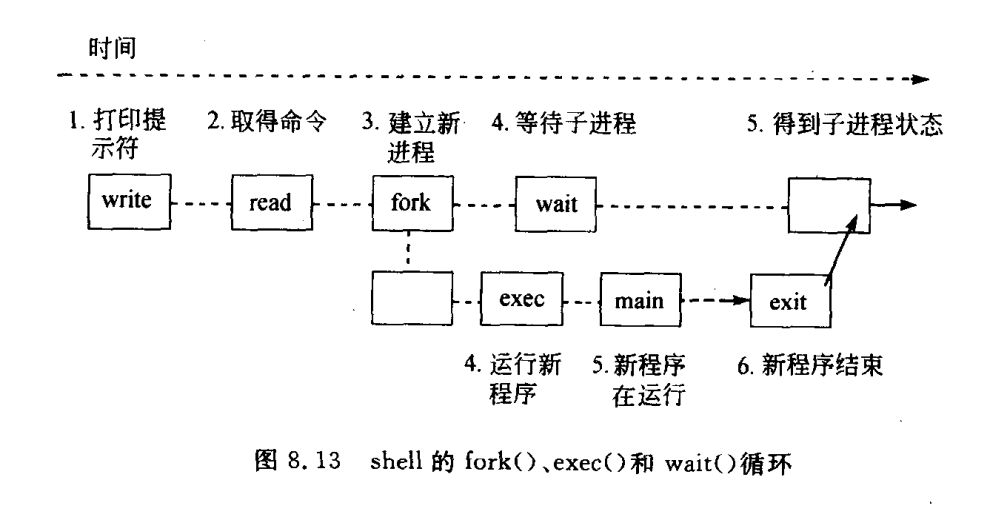 时间
1. 打印提示符
2. 取得命令
3. 建立新进程
4. 等待子进程
5. 得到子进程状态
write
read
fork
wait
exec
main
exit
4. 运行新程序
5. 新程序在运行
6. 新程序结束
图 8.13 shell 的 fork()、exec()和 wait()循环